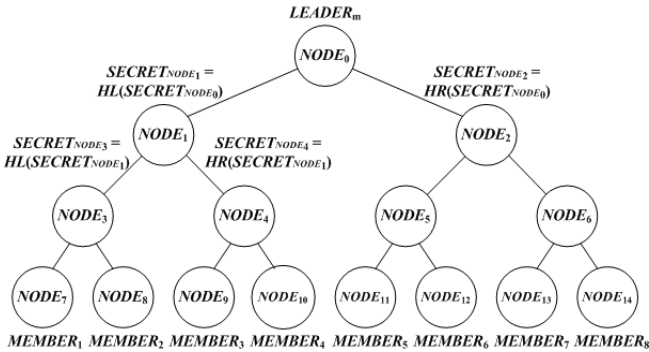 LEADERm
NODE0
SECRETNODE1 =
HL(SECRETNODE0)
SECRETNODE2 =
HR(SECRETNODE0)
NODE1
NODE2
SECRETNODE3 =
HL(SECRETNODE1)
SECRETNODE4 =
HR(SECRETNODE1)
NODE3
NODE4
NODE5
NODE6
NODE7
NODE8
NODE9
NODE10
NODE11
NODE12
NODE13
NODE14
MEMBER1 MEMBER2 MEMBER3 MEMBER4 MEMBER5 MEMBER6 MEMBER7 MEMBER8